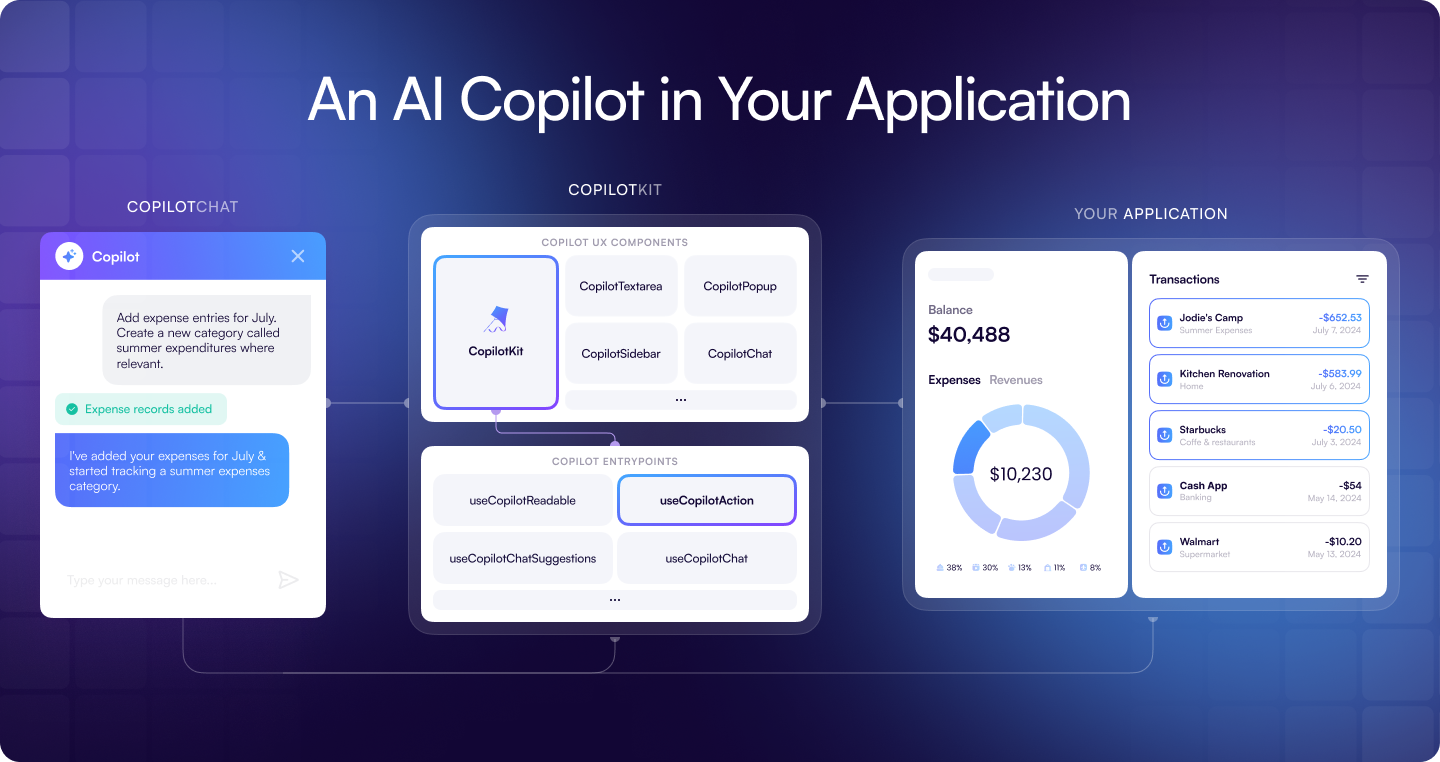 An AI Copilot in Your Application
COPILOTCHAT
Copilot
Add expense entries for July.
Create a new category called
summer expenditures where
relevant.
Expense records added
I've added your expenses for July &
started tracking a summer expenses
category.
Type your message here...
COPILOTKIT
COPILOT UX COMPONENTS
CopilotKit
CopilotTextarea
CopilotPopup
CopilotSidebar
CopilotChat
...
COPILOT ENTRYPOINTS
useCopilotReadable
useCopilotAction
useCopilotChatSuggestions
useCopilotChat
...
YOUR APPLICATION
Balance
$40,488
Expenses Revenues
$10,230
38% 30% 13% 11% 8%
Transactions
Jodie's Camp -$652.53
Summer Expenses July 7, 2024
Kitchen Renovation -$583.99
Home July 6, 2024
Starbucks -$20.50
Coffe & restaurants July 3, 2024
Cash App -$54
Banking May 14, 2024
Walmart -$10.20
Supermarket May 13, 2024